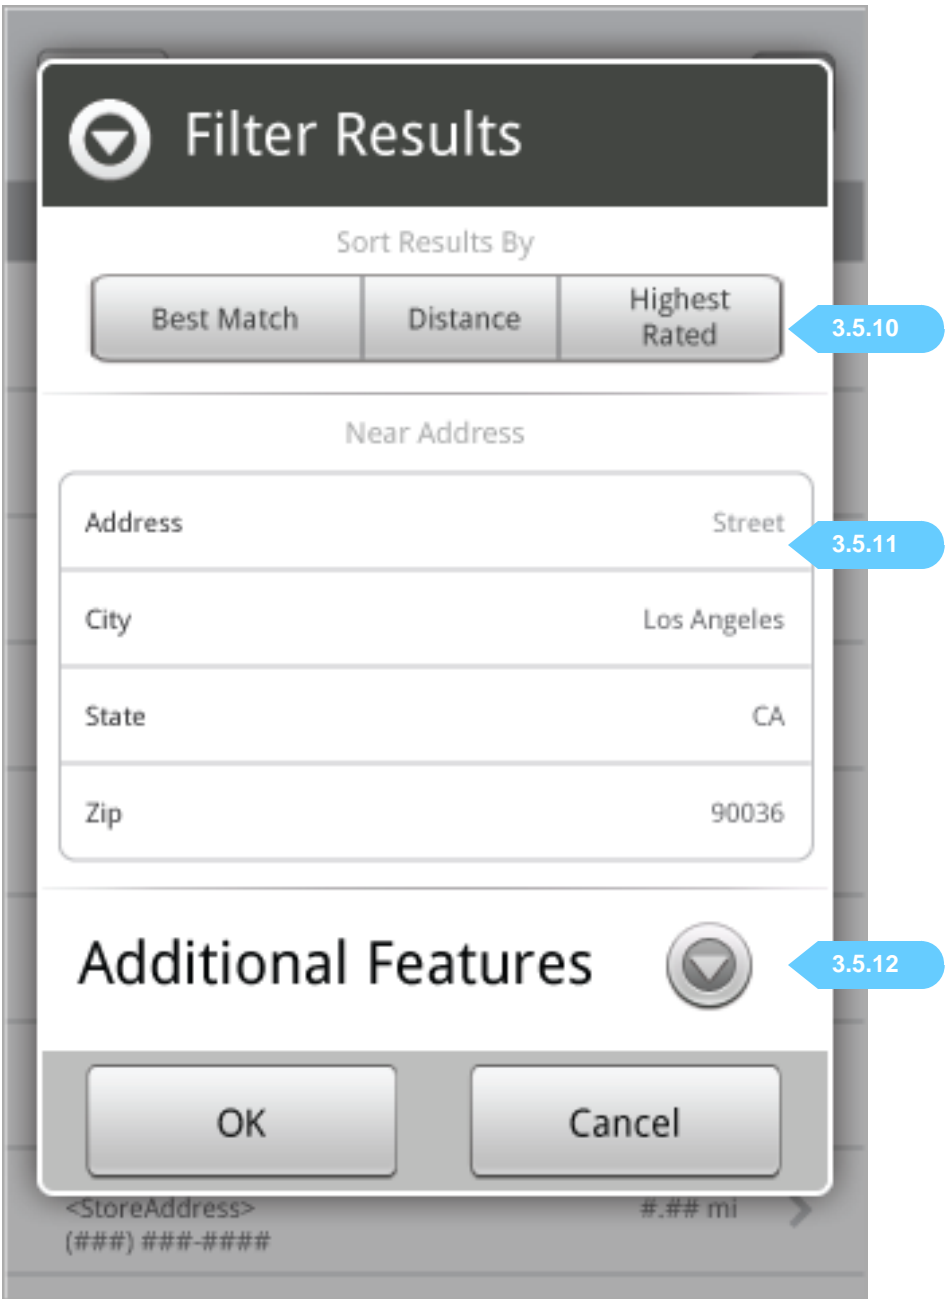 Filter Results
Sort Results By
Best Match
Distance
Highest
Rated
3.5.10
Near Address
Address
Street
3.5.11
City
Los Angeles
State
CA
Zip
90036
Additional Features
3.5.12
OK
Cancel
<StoreAddress>
#.## mi
(###) ###-####